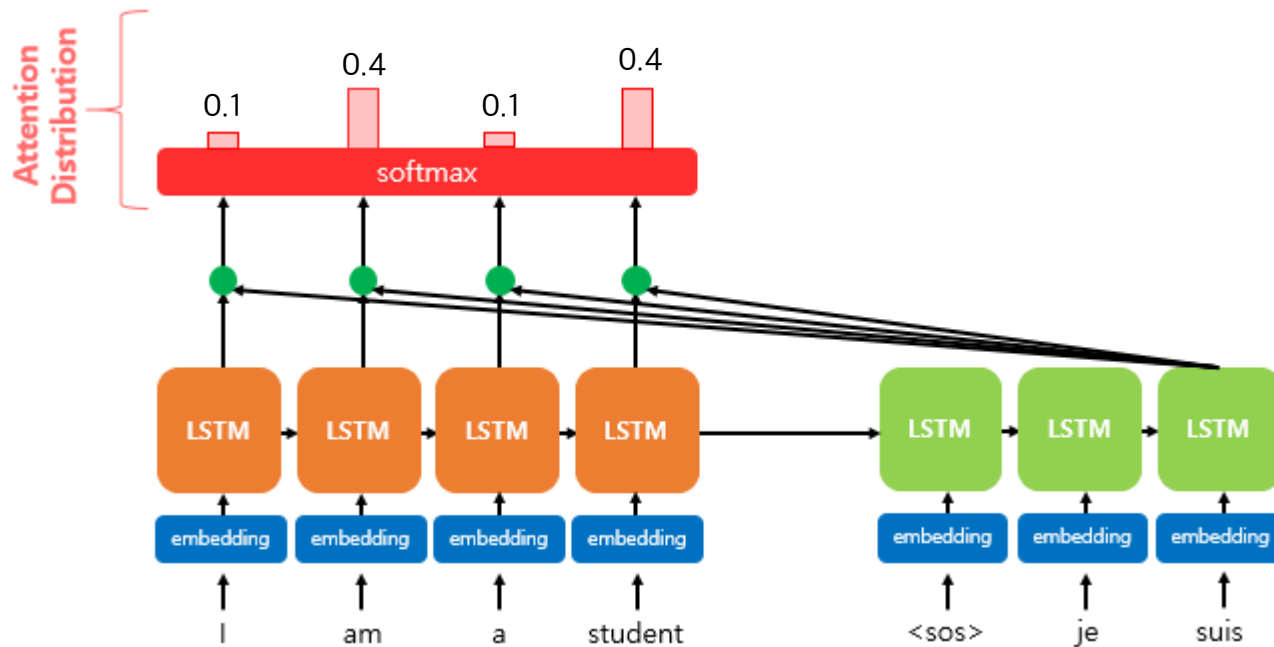 Attention
Distribution
0.1
0.4
0.1
0.4
softmax
LSTM
LSTM
LSTM
LSTM
LSTM
LSTM
LSTM
embedding
embedding
embedding
embedding
embedding
embedding
embedding
I
am
a
student
<sos>
je
suis